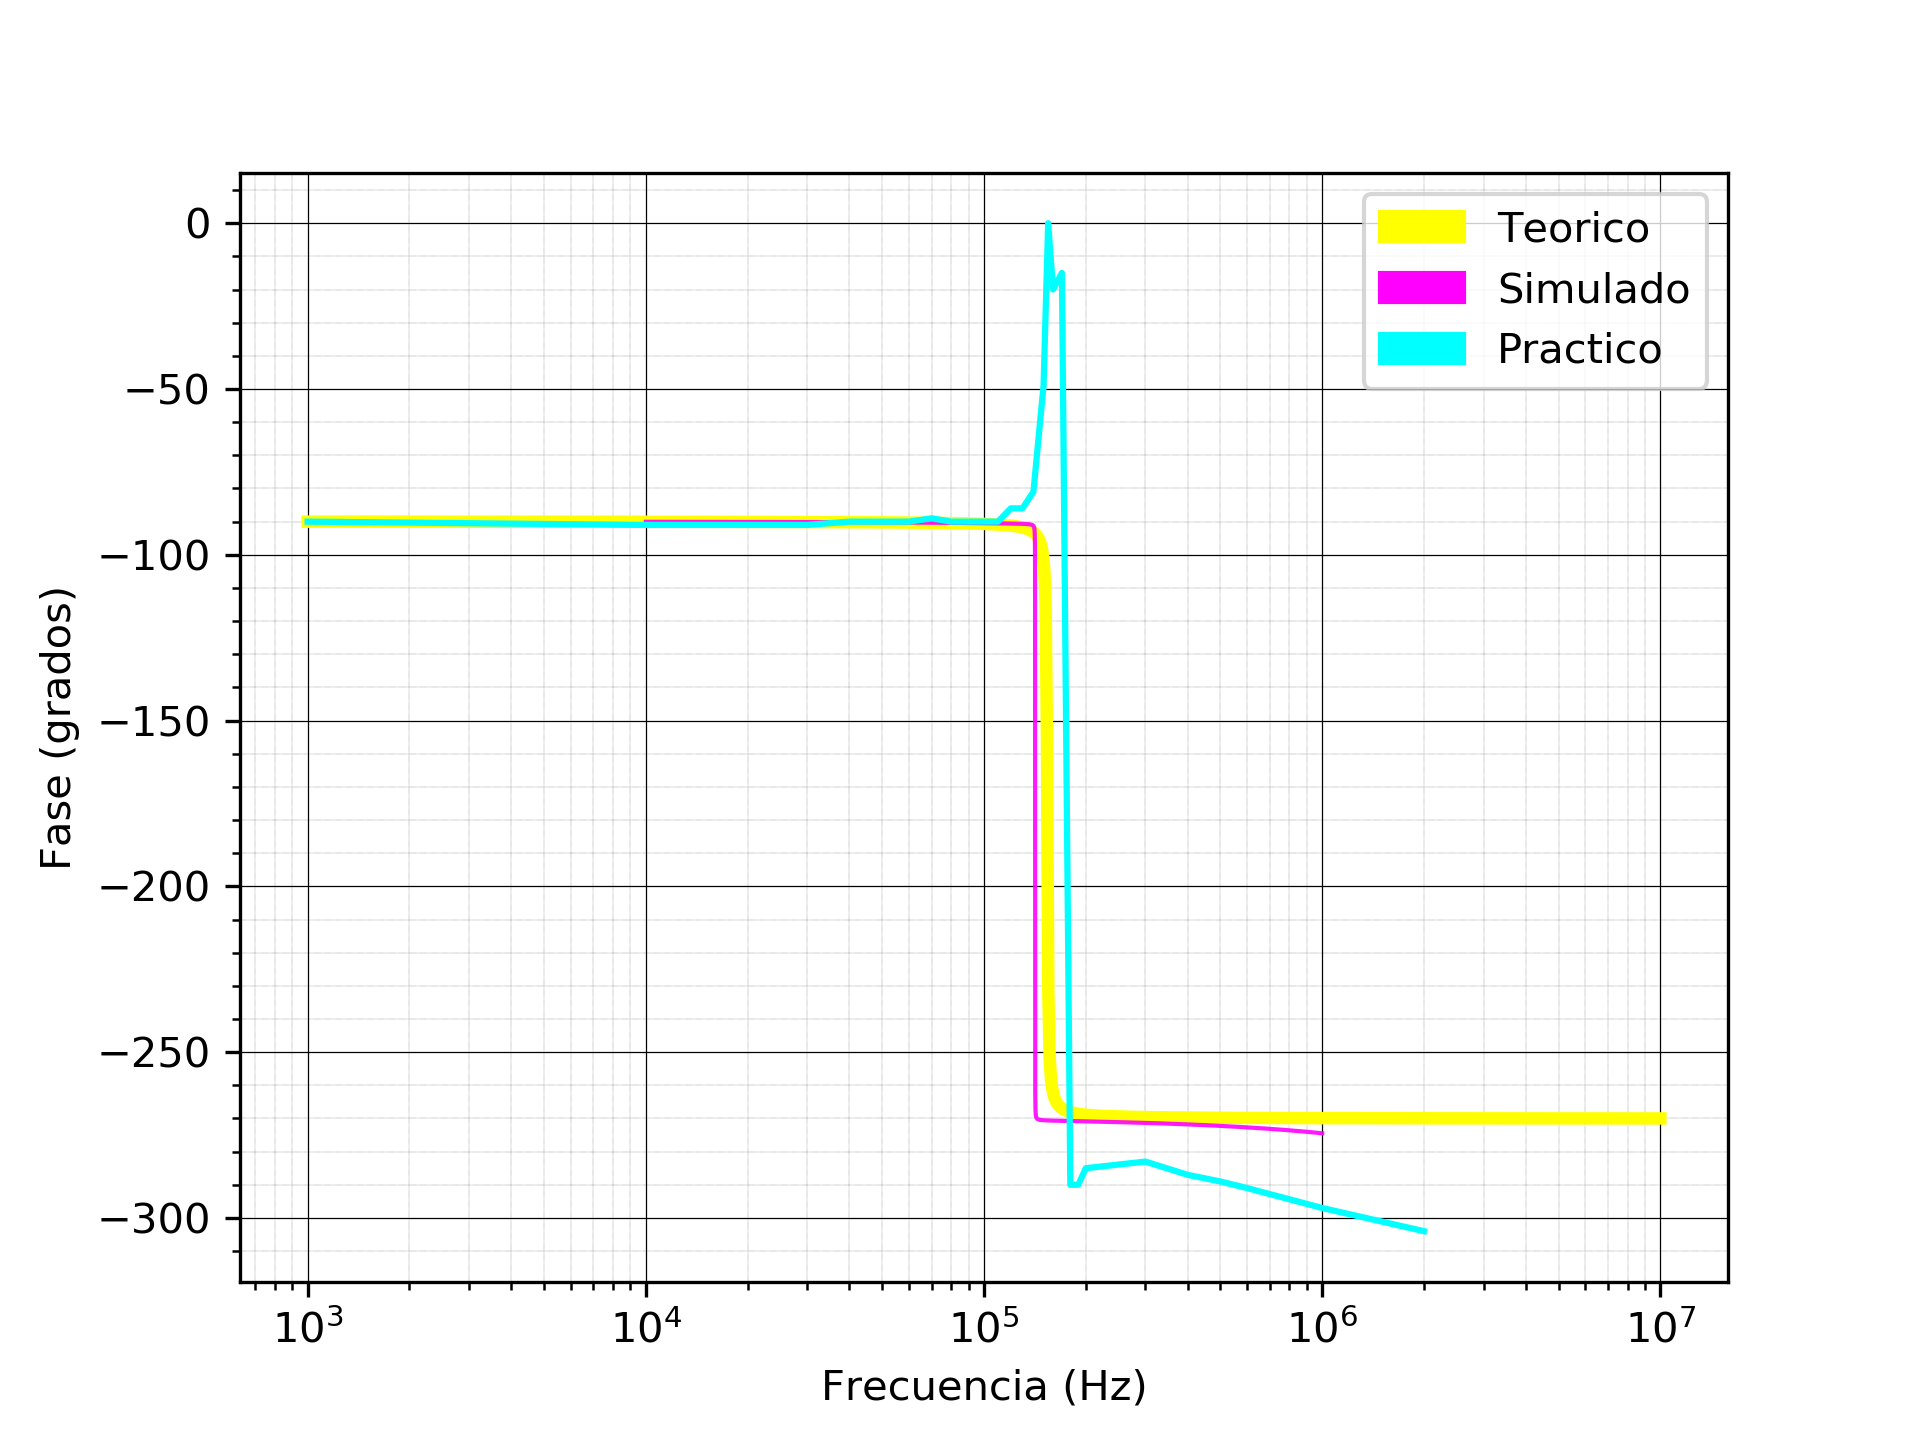 Teorico
Simulado
Practico
0
−50
−100
−150
−200
−250
−300
Fase (grados)
10³ 10⁴ 10⁵ 10⁶ 10⁷
Frecuencia (Hz)